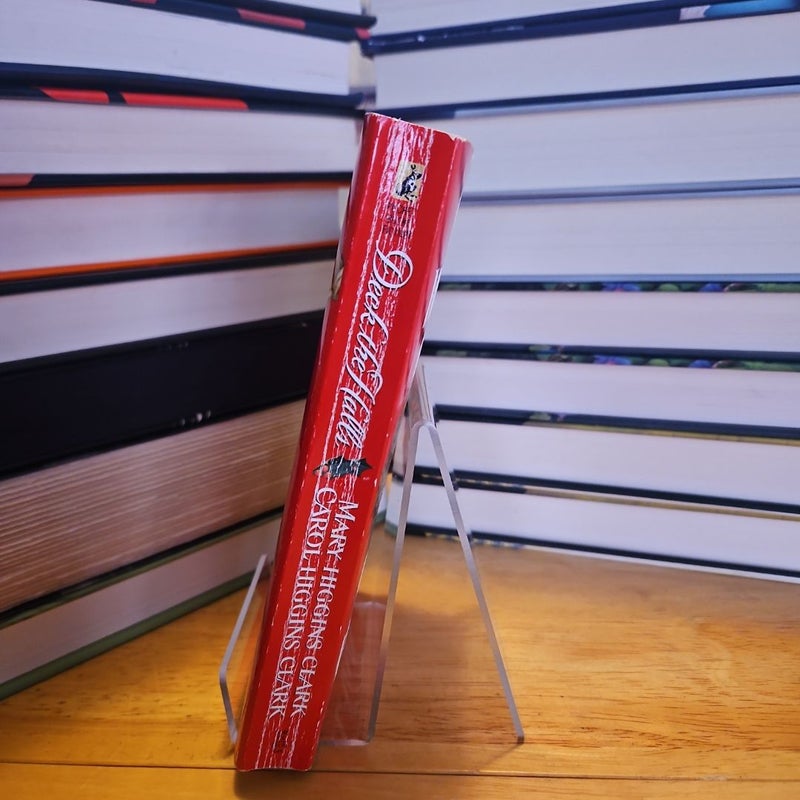 Deck the Halls
MARY HIGGINS CLARK
CAROL HIGGINS CLARK